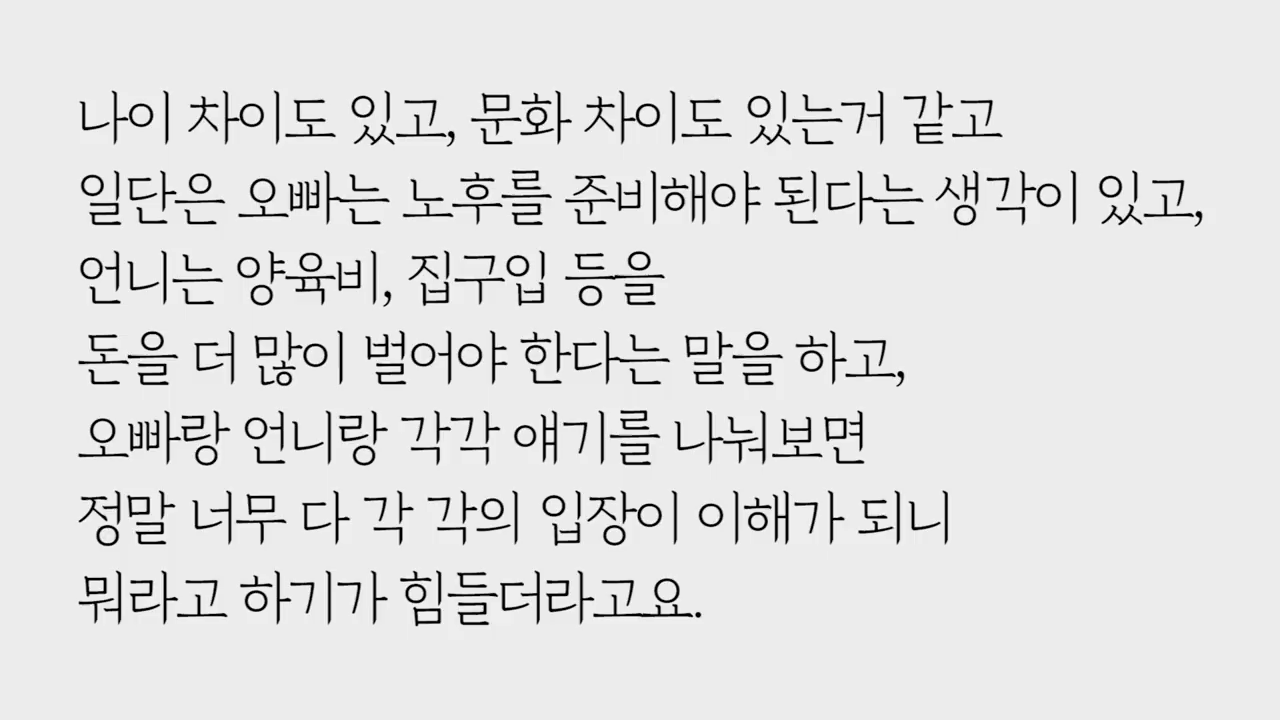 나이 차이도 있고, 문화 차이도 있는거 같고
일단은 오빠는 노후를 준비해야 된다는 생각이 있고,
언니는 양육비, 집구입 등을
돈을 더 많이 벌어야 한다는 말을 하고,
오빠랑 언니랑 각각 얘기를 나눠보면
정말 너무 다 각 각의 입장이 이해가 되니
뭐라고 하기가 힘들더라고요.